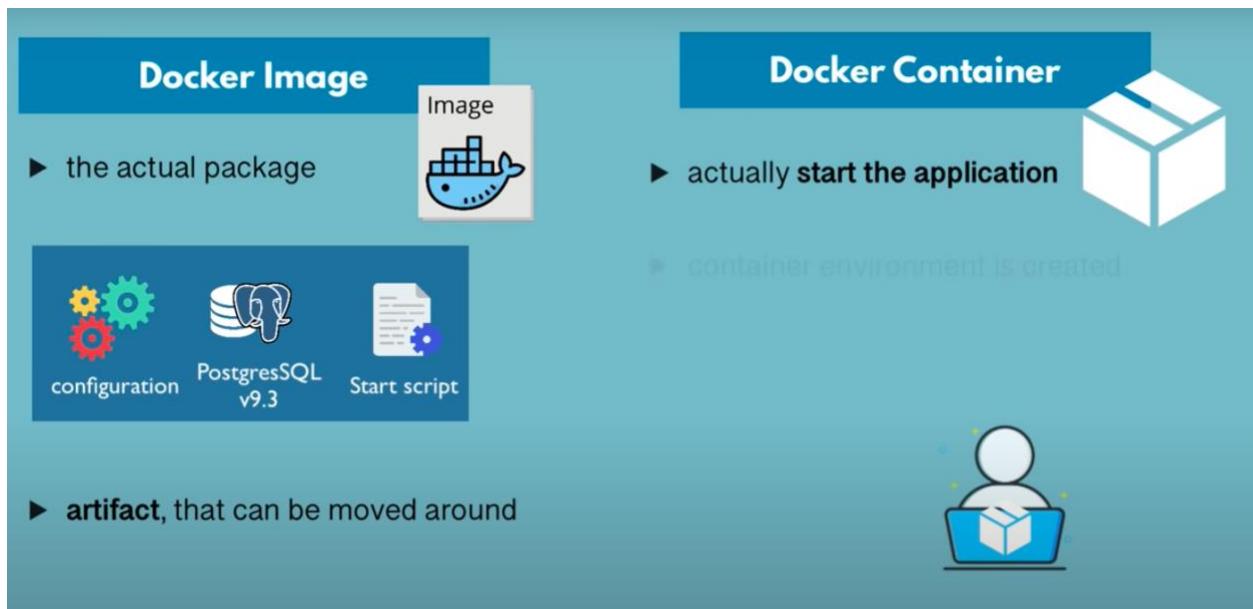 Docker Image
Image
the actual package
configuration
PostgresSQL
v9.3
Start script
artifact, that can be moved around
Docker Container
actually start the application
container environment is created